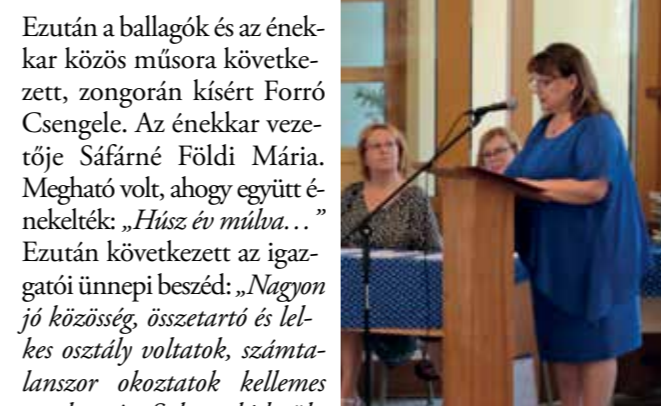 Ezután a ballagók és az ének-
kar közös műsora követke-
zett, zongorán kísért Forró
Csengele. Az énekkar veze-
tője Sáfárné Földi Mária.
Megható volt, ahogy együtt é-
nekelték: „Húsz év múlva…”
Ezután következett az igaz-
gatói ünnepi beszéd: „Nagyon
jó közösség, összetartó és lel-
kes osztály voltatok, számta-
lanszor okoztatok kellemes